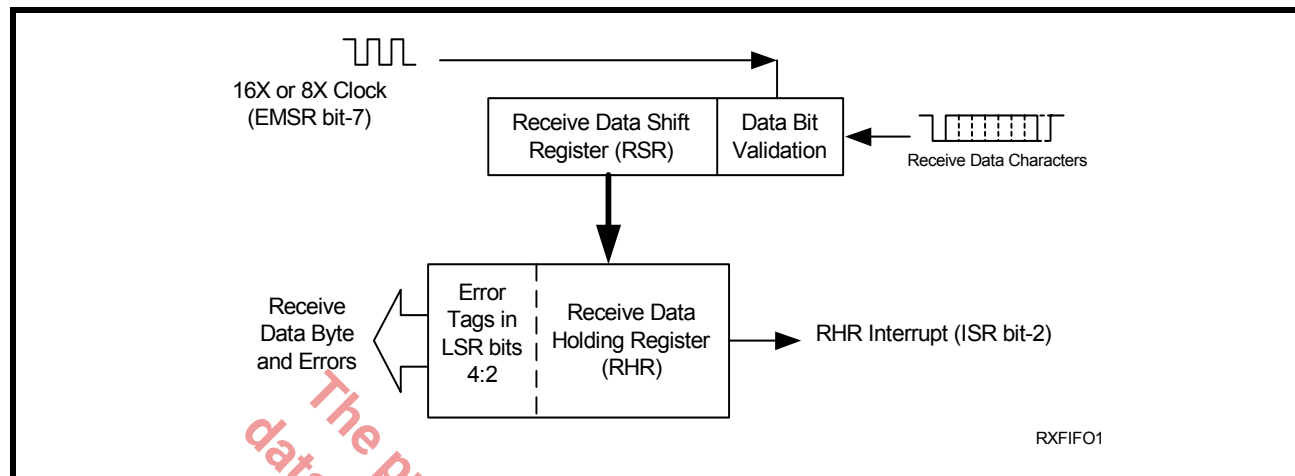 16X or 8X Clock
(EMSR bit-7)
Receive Data Shift
Register (RSR)
Data Bit
Validation
Receive Data Characters
Receive
Data Byte
and Errors
Error
Tags in
LSR bits
4:2
Receive Data
Holding Register
(RHR)
RHR Interrupt (ISR bit-2)
RXFIFO1
The